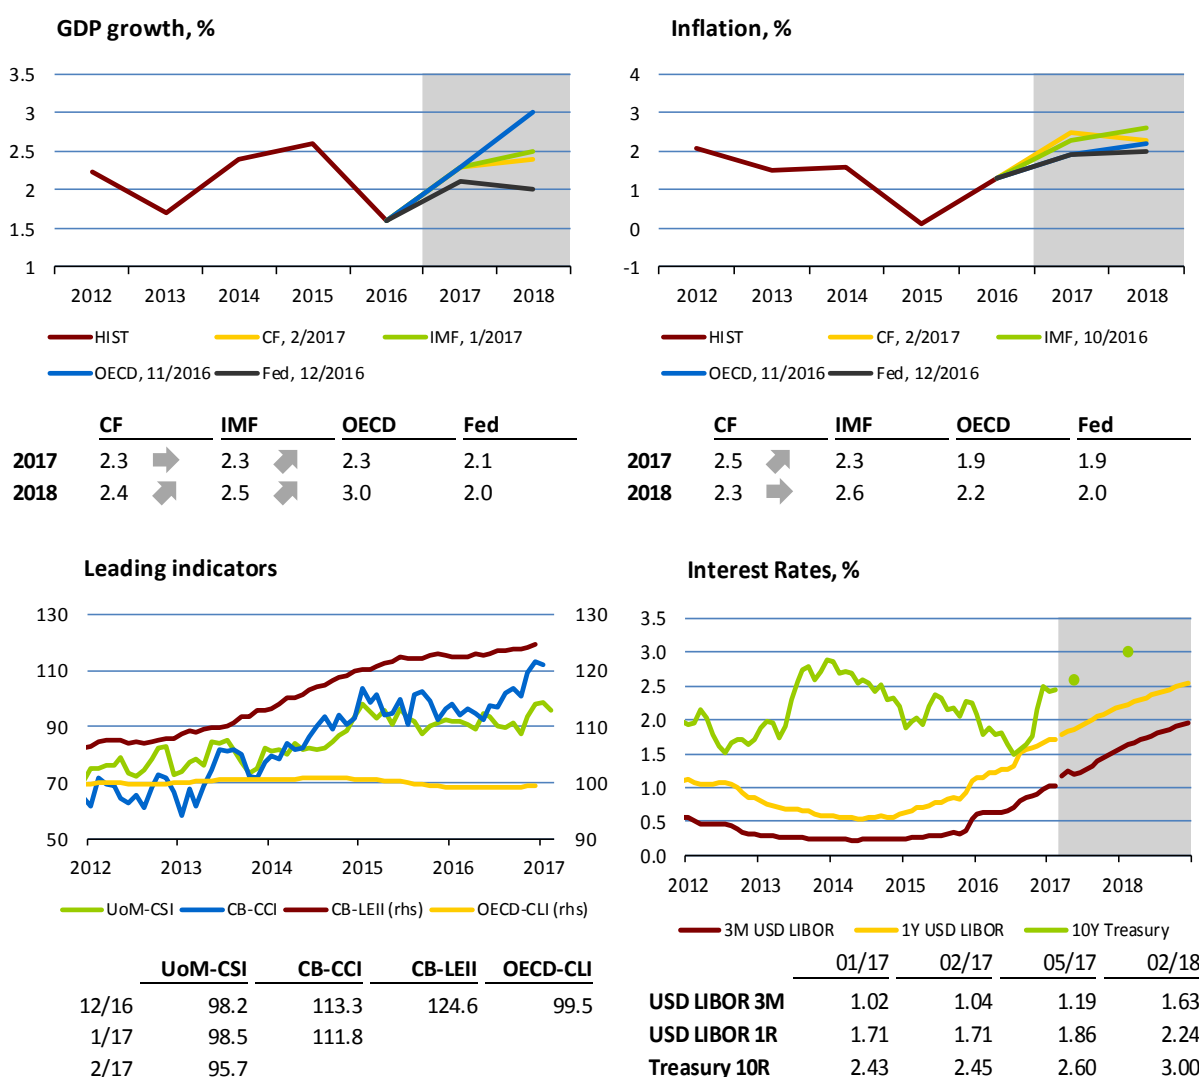 GDP growth, %
3.5
3
2.5
2
1.5
1
2012 2013 2014 2015 2016 2017 2018
HIST CF, 2/2017 IMF, 1/2017
OECD, 11/2016 Fed, 12/2016
CF IMF OECD Fed
2017 2.3 2.3 2.3 2.1
2018 2.4 2.5 3.0 2.0
Inflation, %
4
3
2
1
0
-1
2012 2013 2014 2015 2016 2017 2018
HIST CF, 2/2017 IMF, 10/2016
OECD, 11/2016 Fed, 12/2016
CF IMF OECD Fed
2017 2.5 2.3 1.9 1.9
2018 2.3 2.6 2.2 2.0
Leading indicators
130 130
110 120
90 110
70 100
50 90
2012 2013 2014 2015 2016 2017
UoM-CSI CB-CCI CB-LEII (rhs) OECD-CLI (rhs)
UoM-CSI CB-CCI CB-LEII OECD-CLI
12/16 98.2 113.3 124.6 99.5
1/17 98.5 111.8
2/17 95.7
Interest Rates, %
3.5
3.0
2.5
2.0
1.5
1.0
0.5
0.0
2012 2013 2014 2015 2016 2017 2018
3M USD LIBOR 1Y USD LIBOR 10Y Treasury
01/17 02/17 05/17 02/18
USD LIBOR 3M 1.02 1.04 1.19 1.63
USD LIBOR 1R 1.71 1.71 1.86 2.24
Treasury 10R 2.43 2.45 2.60 3.00